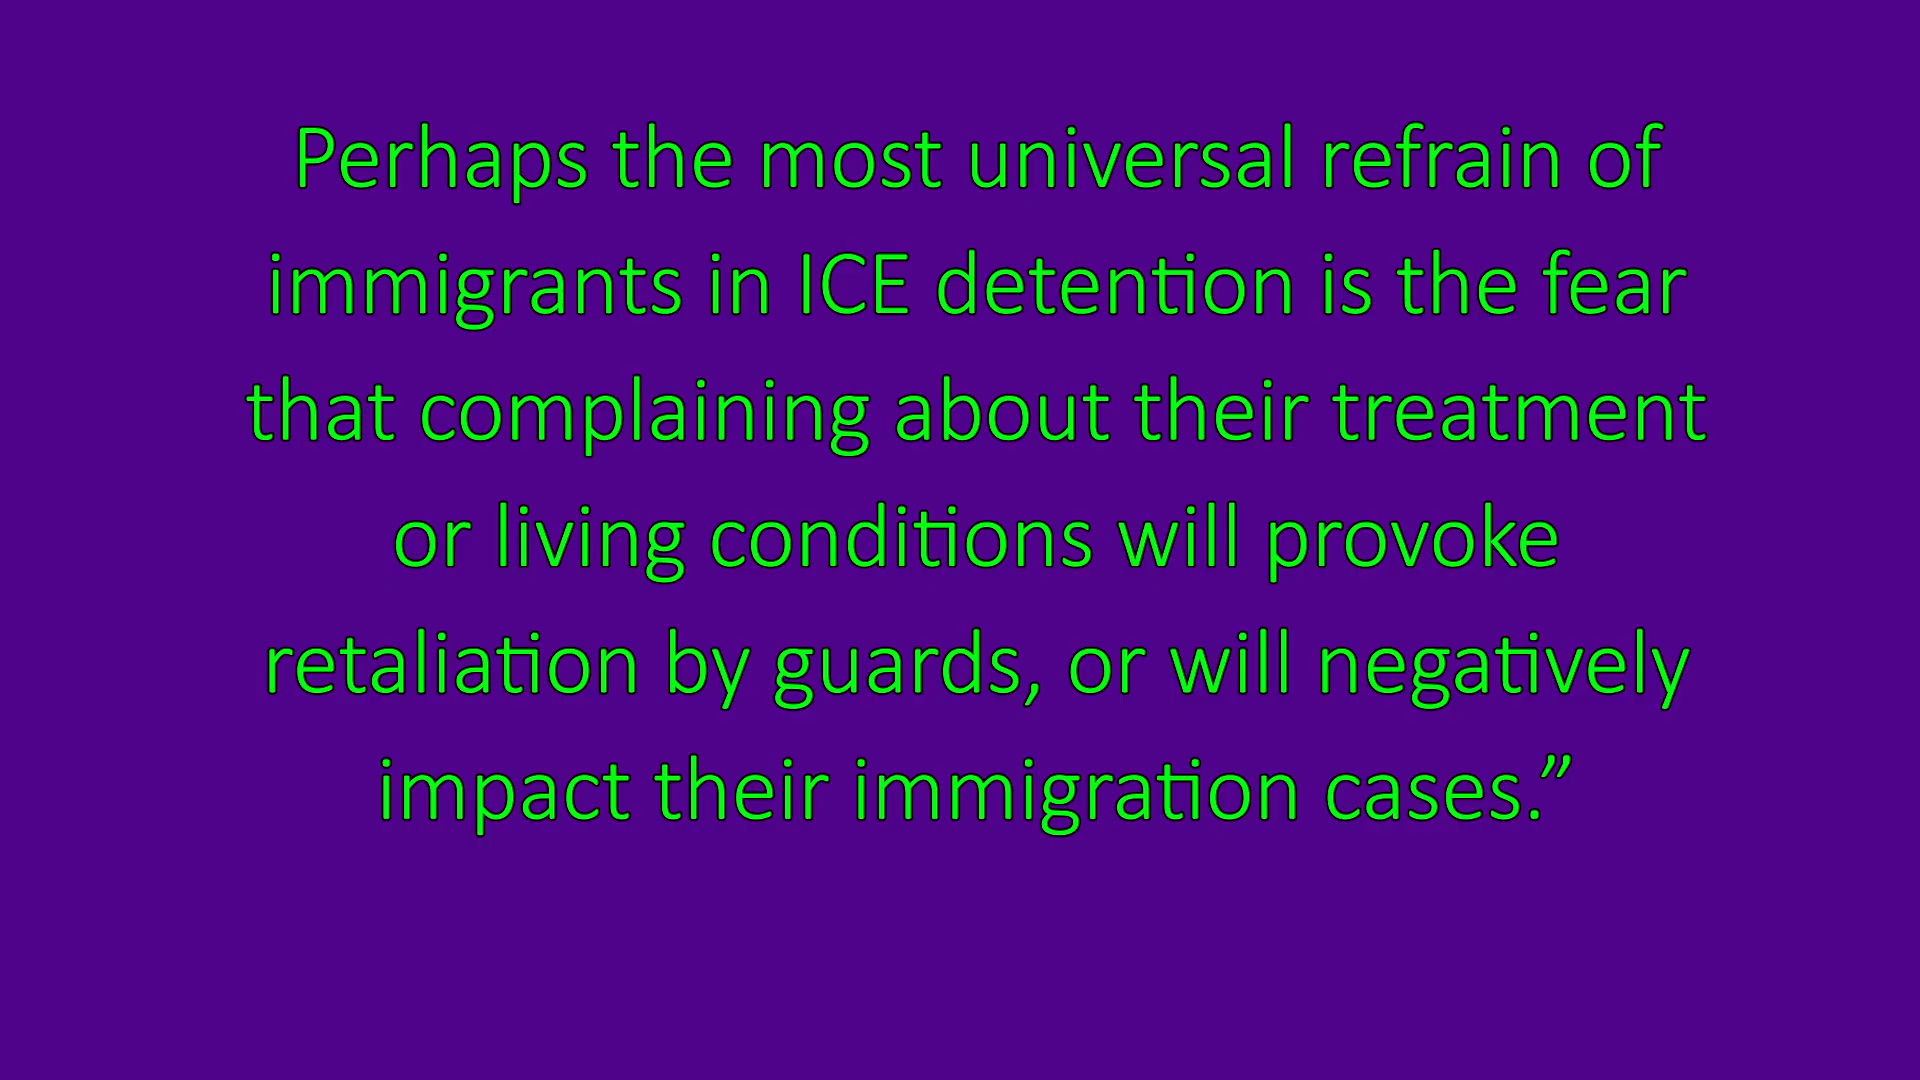 Perhaps the most universal refrain of
immigrants in ICE detention is the fear
that complaining about their treatment
or living conditions will provoke
retaliation by guards, or will negatively
impact their immigration cases.”